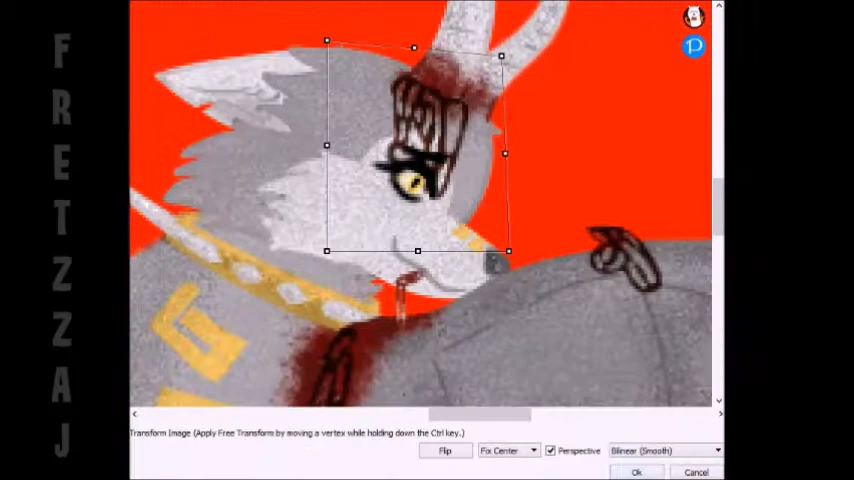 FRETZZAJ
Transform Image (Apply Free Transform by moving a vertex while holding down the Ctrl key.)
Flip Fix Center Perspective Bilinear (Smooth)
Ok Cancel